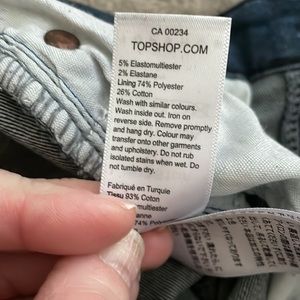 CA 00234
TOPSHOP.COM
5% Elastomultiester
2% Elastane
Lining 74% Polyester
26% Cotton
Wash with similar colours.
Wash inside out. Iron on
reverse side. Remove promptly
and hang dry. Colour may
transfer onto other garments
and upholstery. Do not rub
isolated stains when wet. Do
not tumble dry.
Fabriqué en Turquie
Tissu 93% Coton
74% Polyester